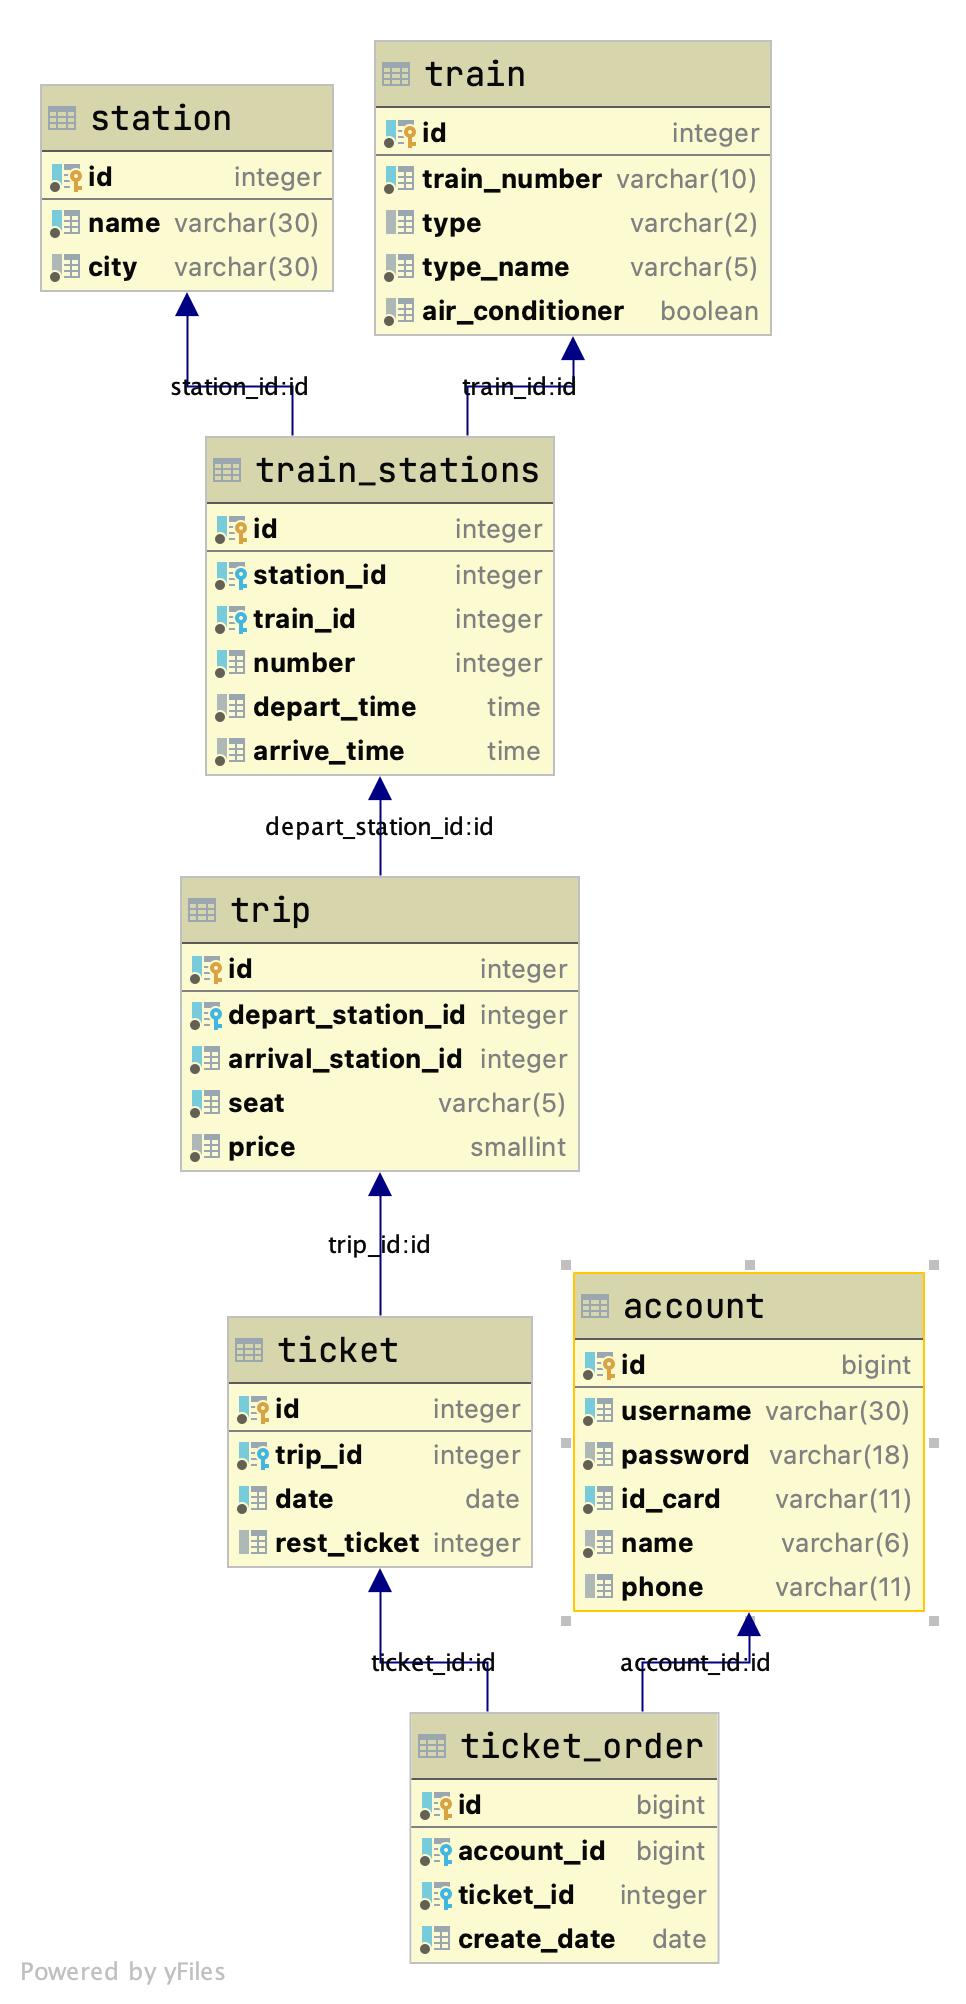 station
id integer
name varchar(30)
city varchar(30)
train
id integer
train_number varchar(10)
type varchar(2)
type_name varchar(5)
air_conditioner boolean
station_id:id
train_id:id
train_stations
id integer
station_id integer
train_id integer
number integer
depart_time time
arrive_time time
depart_station_id:id
trip
id integer
depart_station_id integer
arrival_station_id integer
seat varchar(5)
price smallint
trip_id:id
ticket
id integer
trip_id integer
date date
rest_ticket integer
account
id bigint
username varchar(30)
password varchar(18)
id_card varchar(11)
name varchar(6)
phone varchar(11)
ticket_id:id
account_id:id
ticket_order
id bigint
account_id bigint
ticket_id integer
create_date date
Powered by yFiles